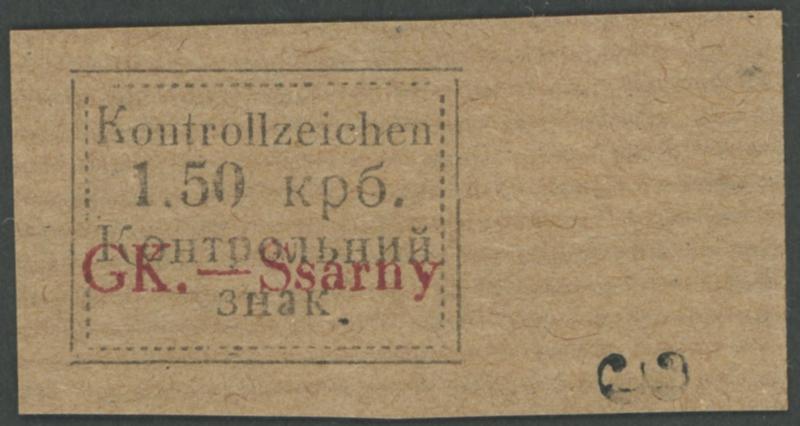 Kontrollzeichen
1.50 крб.
Контрольний
GK.—Ssarny
знак.